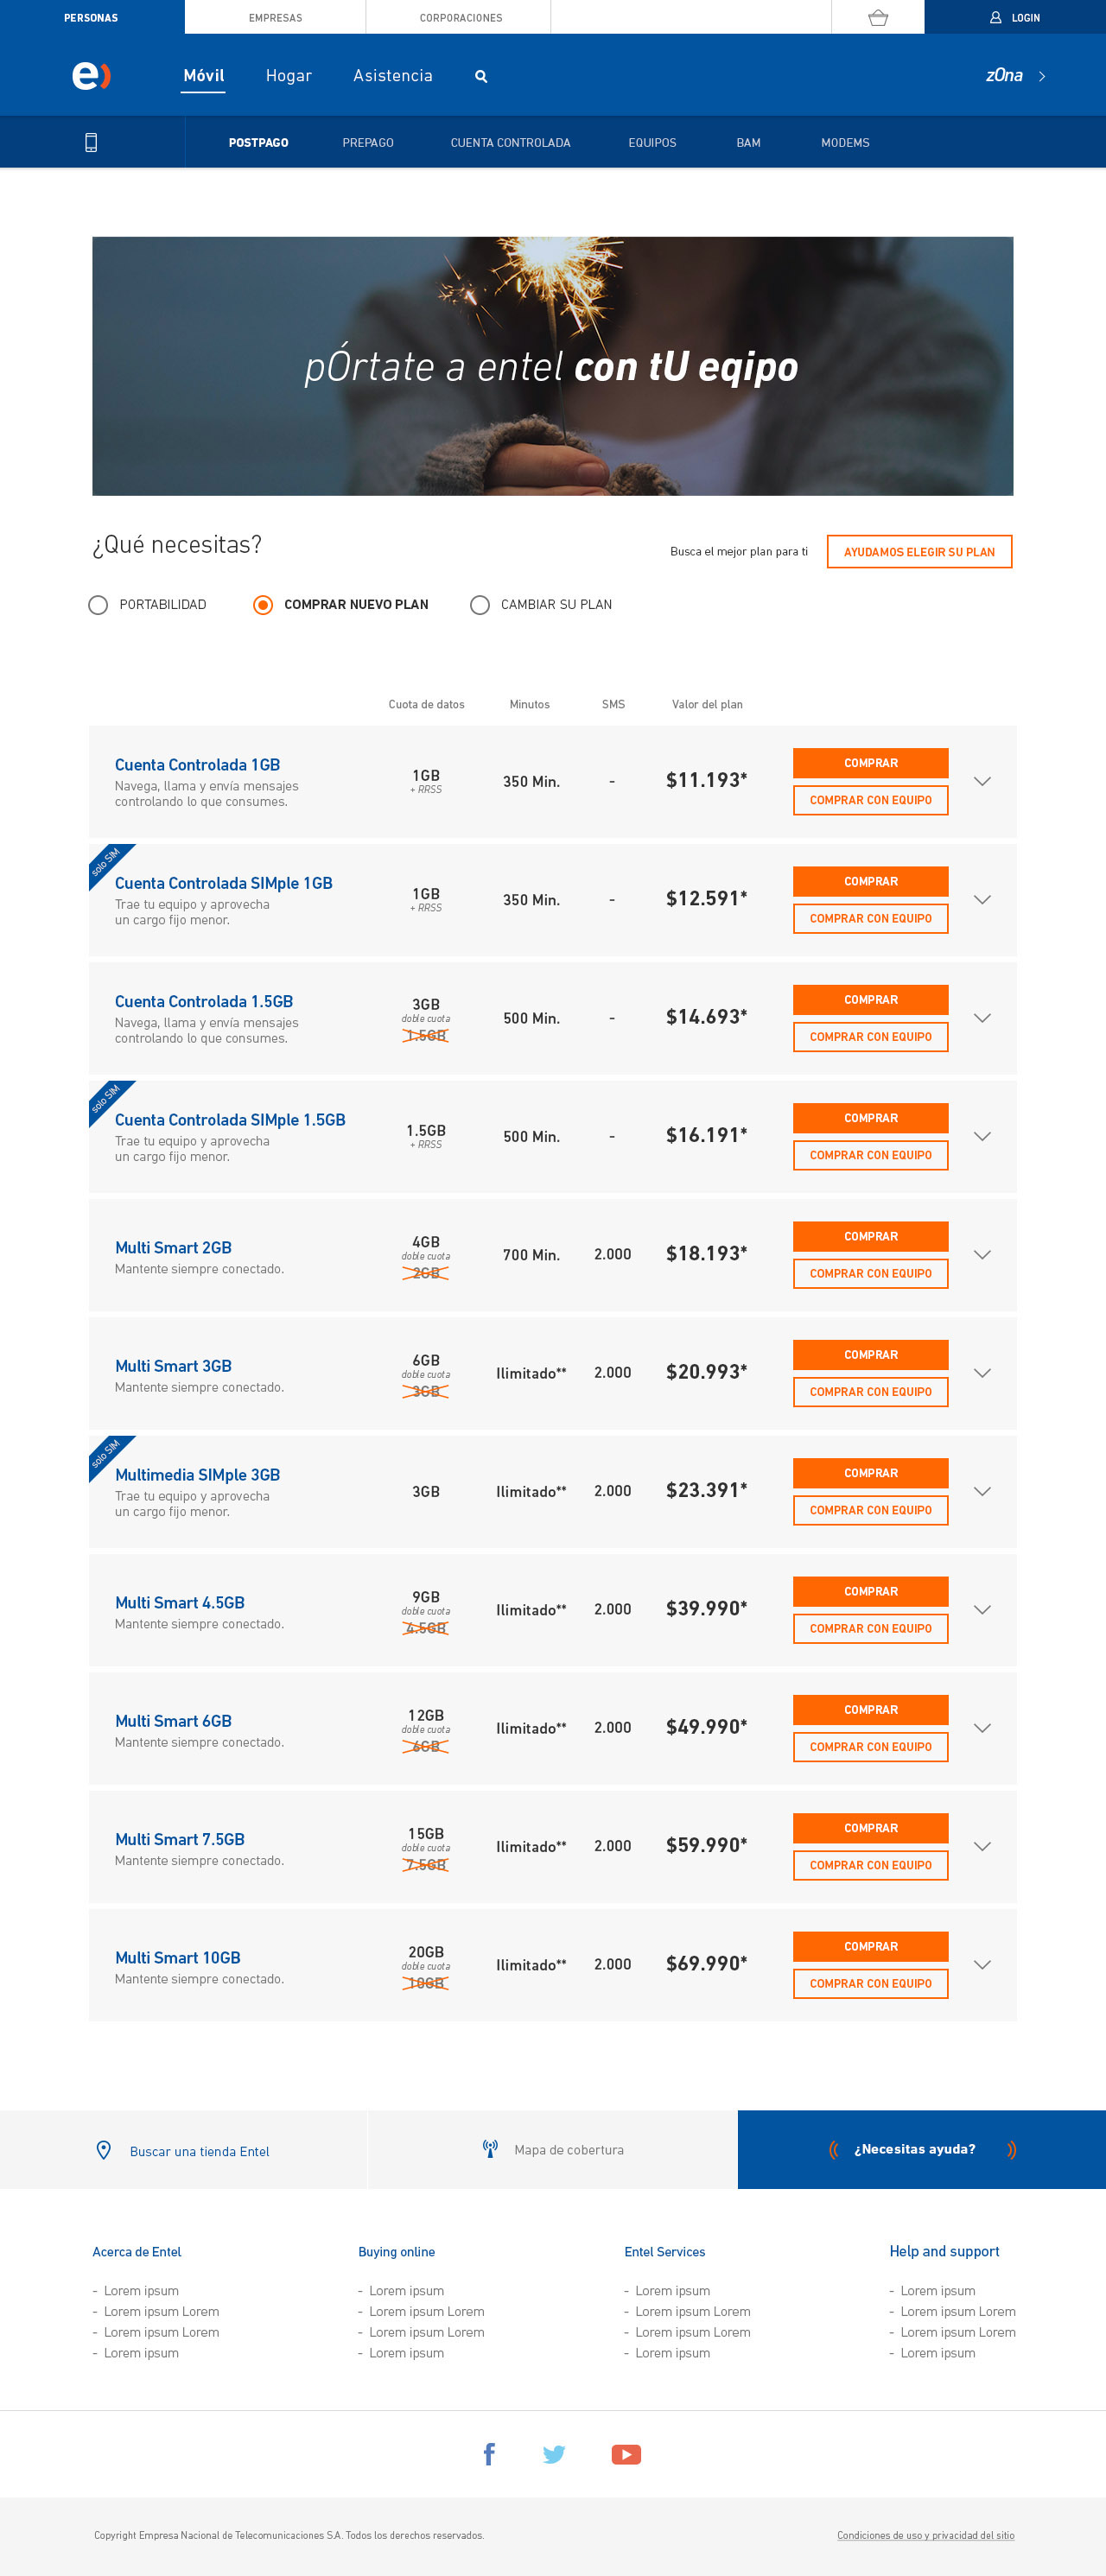 PERSONAS
EMPRESAS
CORPORACIONES
LOGIN
e)
Móvil
Hogar
Asistencia
zOna
POSTPAGO
PREPAGO
CUENTA CONTROLADA
EQUIPOS
BAM
MODEMS
pÓrtate a entel con tU eqipo
¿Qué necesitas?
Busca el mejor plan para ti
AYUDAMOS ELEGIR SU PLAN
PORTABILIDAD
COMPRAR NUEVO PLAN
CAMBIAR SU PLAN
Cuota de datos
Minutos
SMS
Valor del plan
Cuenta Controlada 1GB
Navega, llama y envía mensajes
controlando lo que consumes.
1GB
+ RRSS
350 Min.
-
$11.193*
COMPRAR
COMPRAR CON EQUIPO
solo SIM
Cuenta Controlada SIMple 1GB
Trae tu equipo y aprovecha
un cargo fijo menor.
1GB
+ RRSS
350 Min.
-
$12.591*
COMPRAR
COMPRAR CON EQUIPO
Cuenta Controlada 1.5GB
Navega, llama y envía mensajes
controlando lo que consumes.
3GB
doble cuota
1.5GB
500 Min.
-
$14.693*
COMPRAR
COMPRAR CON EQUIPO
solo SIM
Cuenta Controlada SIMple 1.5GB
Trae tu equipo y aprovecha
un cargo fijo menor.
1.5GB
+ RRSS
500 Min.
-
$16.191*
COMPRAR
COMPRAR CON EQUIPO
Multi Smart 2GB
Mantente siempre conectado.
4GB
doble cuota
2GB
700 Min.
2.000
$18.193*
COMPRAR
COMPRAR CON EQUIPO
Multi Smart 3GB
Mantente siempre conectado.
6GB
doble cuota
3GB
Ilimitado**
2.000
$20.993*
COMPRAR
COMPRAR CON EQUIPO
solo SIM
Multimedia SIMple 3GB
Trae tu equipo y aprovecha
un cargo fijo menor.
3GB
Ilimitado**
2.000
$23.391*
COMPRAR
COMPRAR CON EQUIPO
Multi Smart 4.5GB
Mantente siempre conectado.
9GB
doble cuota
4.5GB
Ilimitado**
2.000
$39.990*
COMPRAR
COMPRAR CON EQUIPO
Multi Smart 6GB
Mantente siempre conectado.
12GB
doble cuota
6GB
Ilimitado**
2.000
$49.990*
COMPRAR
COMPRAR CON EQUIPO
Multi Smart 7.5GB
Mantente siempre conectado.
15GB
doble cuota
7.5GB
Ilimitado**
2.000
$59.990*
COMPRAR
COMPRAR CON EQUIPO
Multi Smart 10GB
Mantente siempre conectado.
20GB
doble cuota
10GB
Ilimitado**
2.000
$69.990*
COMPRAR
COMPRAR CON EQUIPO
Buscar una tienda Entel
Mapa de cobertura
¿Necesitas ayuda?
Acerca de Entel
- Lorem ipsum
- Lorem ipsum Lorem
- Lorem ipsum Lorem
- Lorem ipsum
Buying online
- Lorem ipsum
- Lorem ipsum Lorem
- Lorem ipsum Lorem
- Lorem ipsum
Entel Services
- Lorem ipsum
- Lorem ipsum Lorem
- Lorem ipsum Lorem
- Lorem ipsum
Help and support
- Lorem ipsum
- Lorem ipsum Lorem
- Lorem ipsum Lorem
- Lorem ipsum
Copyright Empresa Nacional de Telecomunicaciones S.A. Todos los derechos reservados.
Condiciones de uso y privacidad del sitio